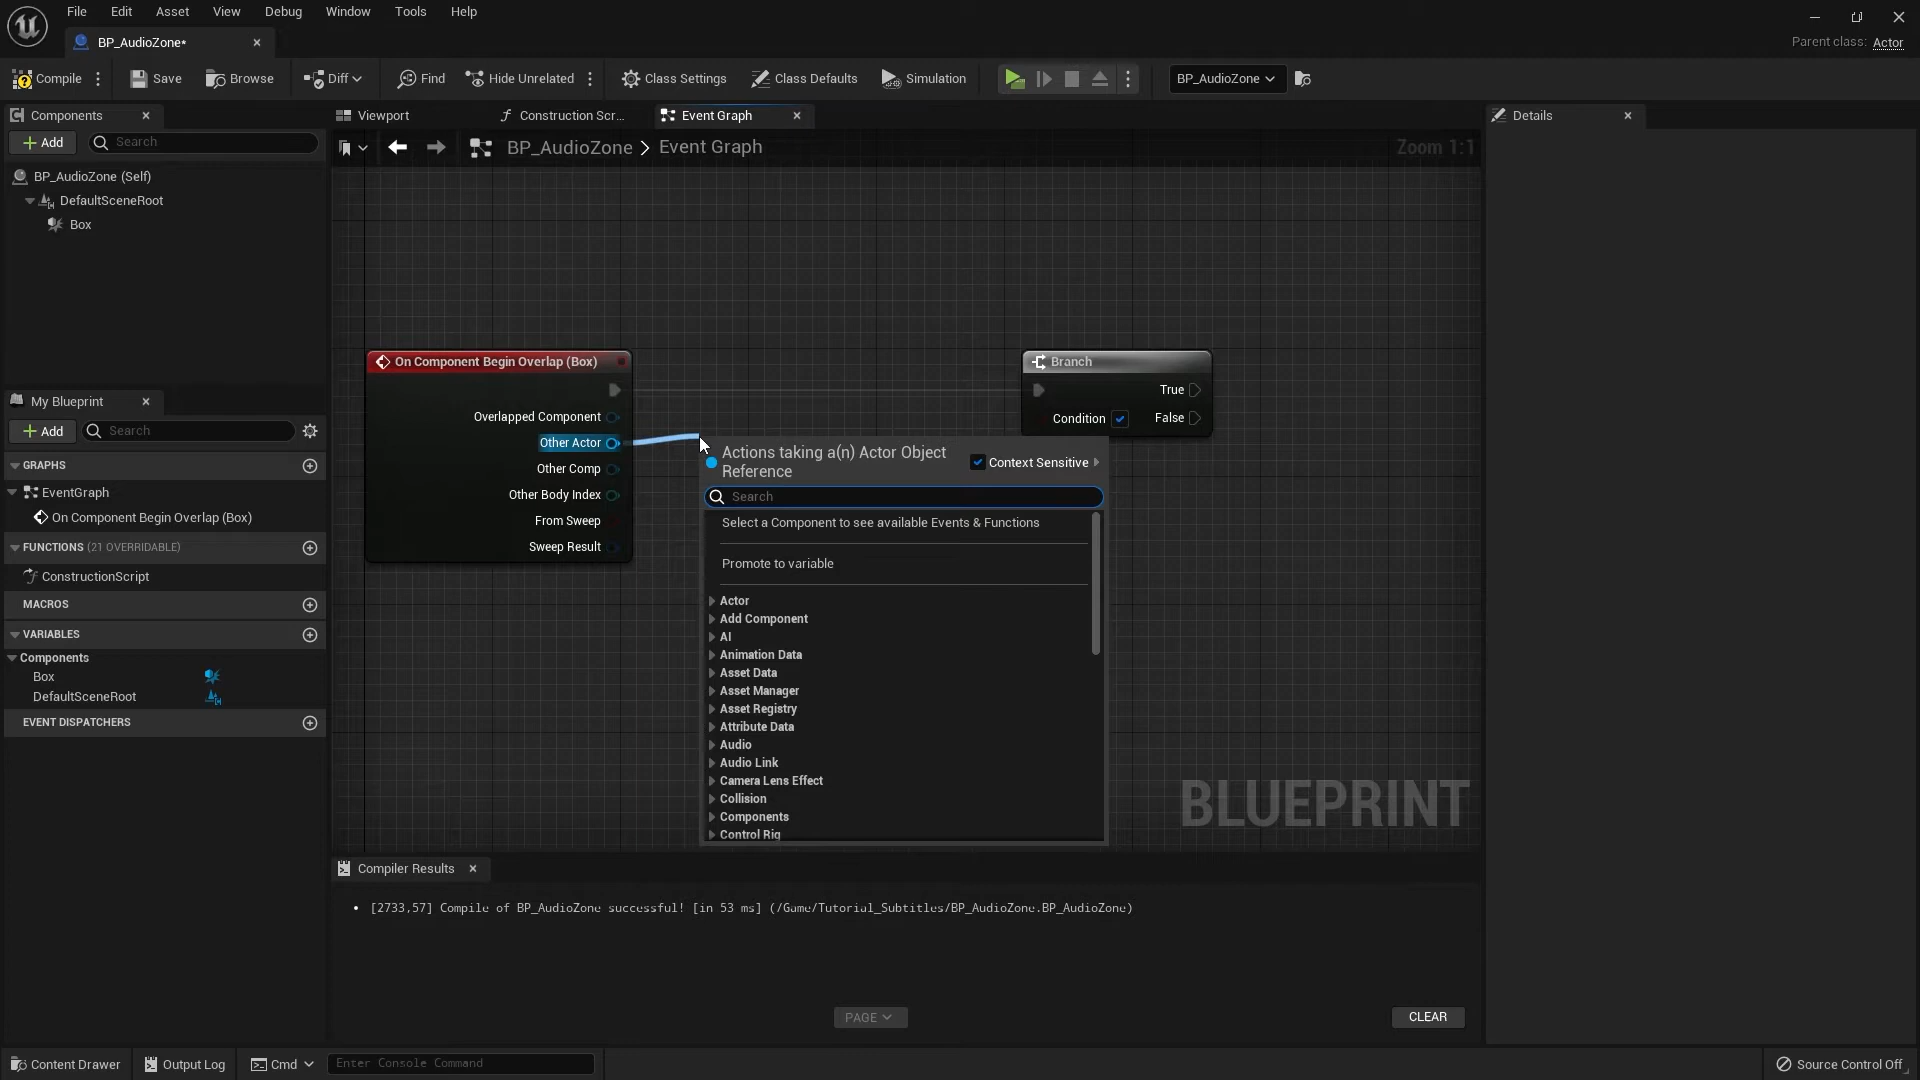 File Edit Asset View Debug Window Tools Help
BP_AudioZone*
Parent class: Actor
Compile Save Browse Diff Find Hide Unrelated Class Settings Class Defaults Simulation BP_AudioZone
Components
Add Search
BP_AudioZone (Self)
DefaultSceneRoot
Box
My Blueprint
Add Search
GRAPHS
EventGraph
On Component Begin Overlap (Box)
FUNCTIONS (21 OVERRIDABLE)
ConstructionScript
MACROS
VARIABLES
Components
Box
DefaultSceneRoot
EVENT DISPATCHERS
Viewport Construction Scr... Event Graph
BP_AudioZone > Event Graph
Zoom 1:1
On Component Begin Overlap (Box)
Overlapped Component
Other Actor
Other Comp
Other Body Index
From Sweep
Sweep Result
Branch
True
Condition False
Actions taking a(n) Actor Object
Reference
Context Sensitive
Search
Select a Component to see available Events & Functions
Promote to variable
Actor
Add Component
AI
Animation Data
Asset Data
Asset Manager
Asset Registry
Attribute Data
Audio
Audio Link
Camera Lens Effect
Collision
Components
Control Rig
BLUEPRINT
Compiler Results
[2733,57] Compile of BP_AudioZone successful! [in 53 ms] (/Game/Tutorial_Subtitles/BP_AudioZone.BP_AudioZone)
PAGE
CLEAR
Details
Content Drawer Output Log Cmd Enter Console Command
Source Control Off